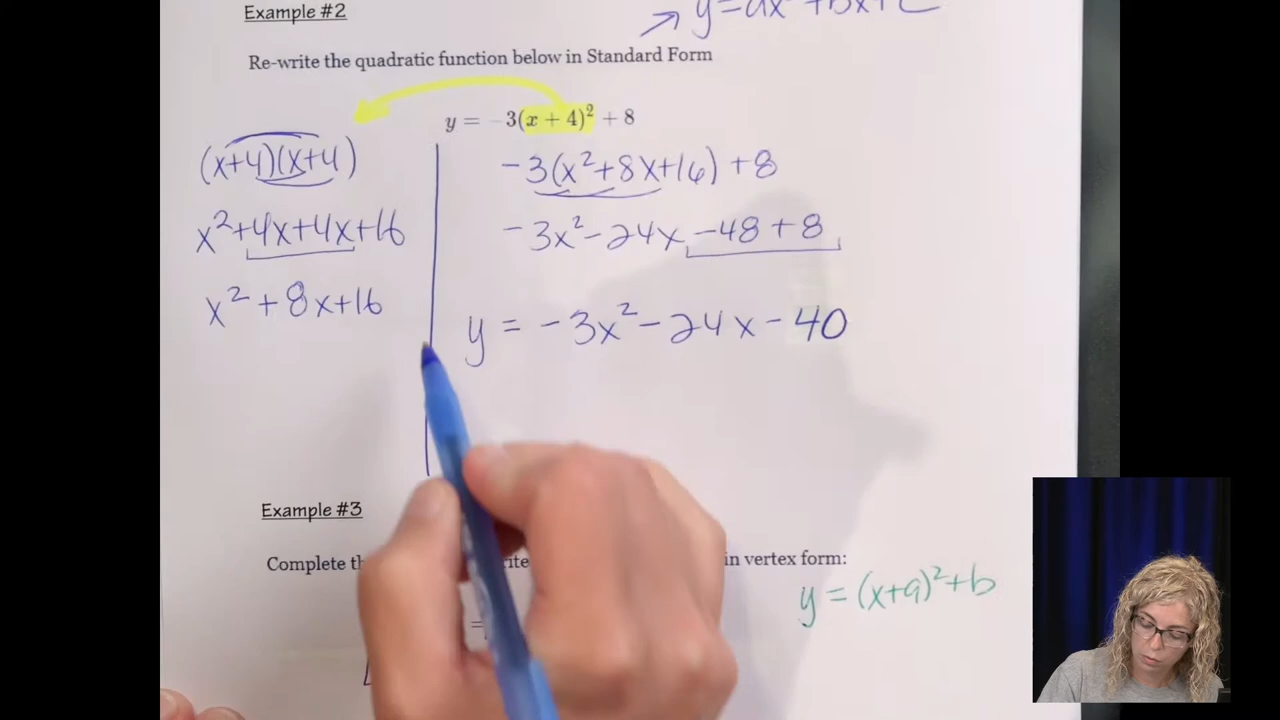 Example #2
y=ax² +bx+c
Re-write the quadratic function below in Standard Form
y = -3(x + 4)² + 8
(x+4)(x+4)
-3(x²+8x+16) +8
x²+4x+4x+16
-3x²-24x -48 +8
x² + 8x+16
y = -3x²-24x-40
Example #3
Complete in vertex form:
y = (x+a)²+b
=